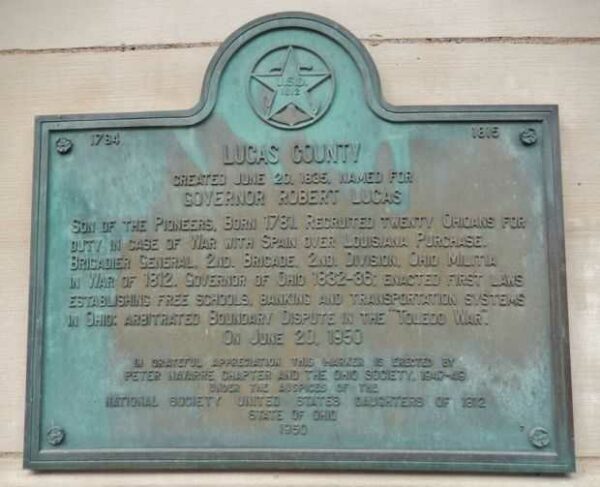 U.S.D.
1812
1784 1815
LUCAS COUNTY
CREATED JUNE 20, 1835, NAMED FOR
GOVERNOR ROBERT LUCAS
SON OF THE PIONEERS, BORN 1781. RECRUITED TWENTY OHIOANS FOR
DUTY IN CASE OF WAR WITH SPAIN OVER LOUISIANA PURCHASE.
BRIGADIER GENERAL, 2ND. BRIGADE, 2ND. DIVISION, OHIO MILITIA
IN WAR OF 1812. GOVERNOR OF OHIO 1832-36; ENACTED FIRST LAWS
ESTABLISHING FREE SCHOOLS, BANKING AND TRANSPORTATION SYSTEMS
IN OHIO; ARBITRATED BOUNDARY DISPUTE IN THE "TOLEDO WAR".
ON JUNE 20, 1950
IN GRATEFUL APPRECIATION THIS MARKER IS ERECTED BY
PETER NAVARRE CHAPTER AND THE OHIO SOCIETY, 1947-49
UNDER THE AUSPICES OF THE
NATIONAL SOCIETY UNITED STATES DAUGHTERS OF 1812
STATE OF OHIO
1950